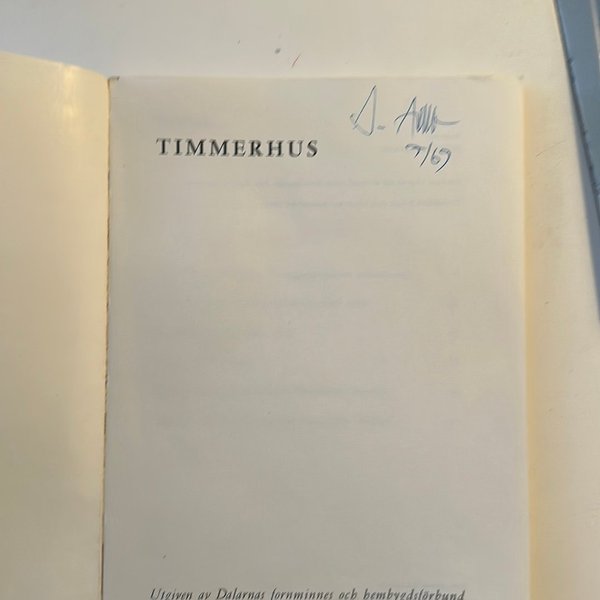 TIMMERHUS
7/69
Utgiven av Dalarnas fornminnes och hembygdsförbund